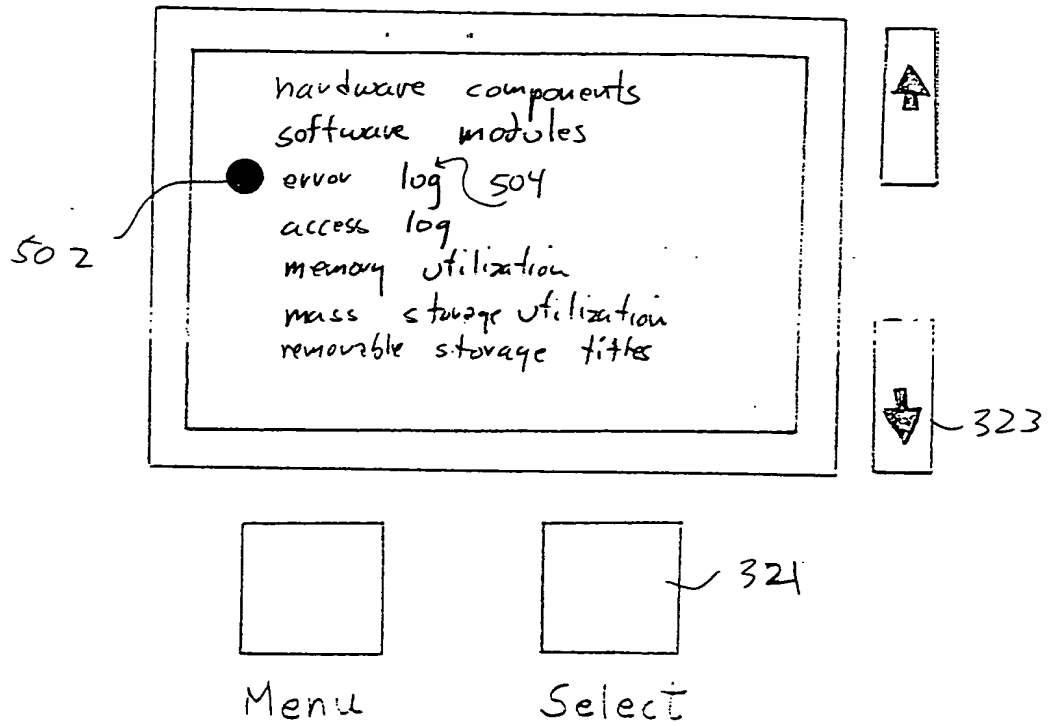 hardware components
software modules
error log 504
502
access log
memory utilization
mass storage utilization
removable storage titles
323
321
Menu Select